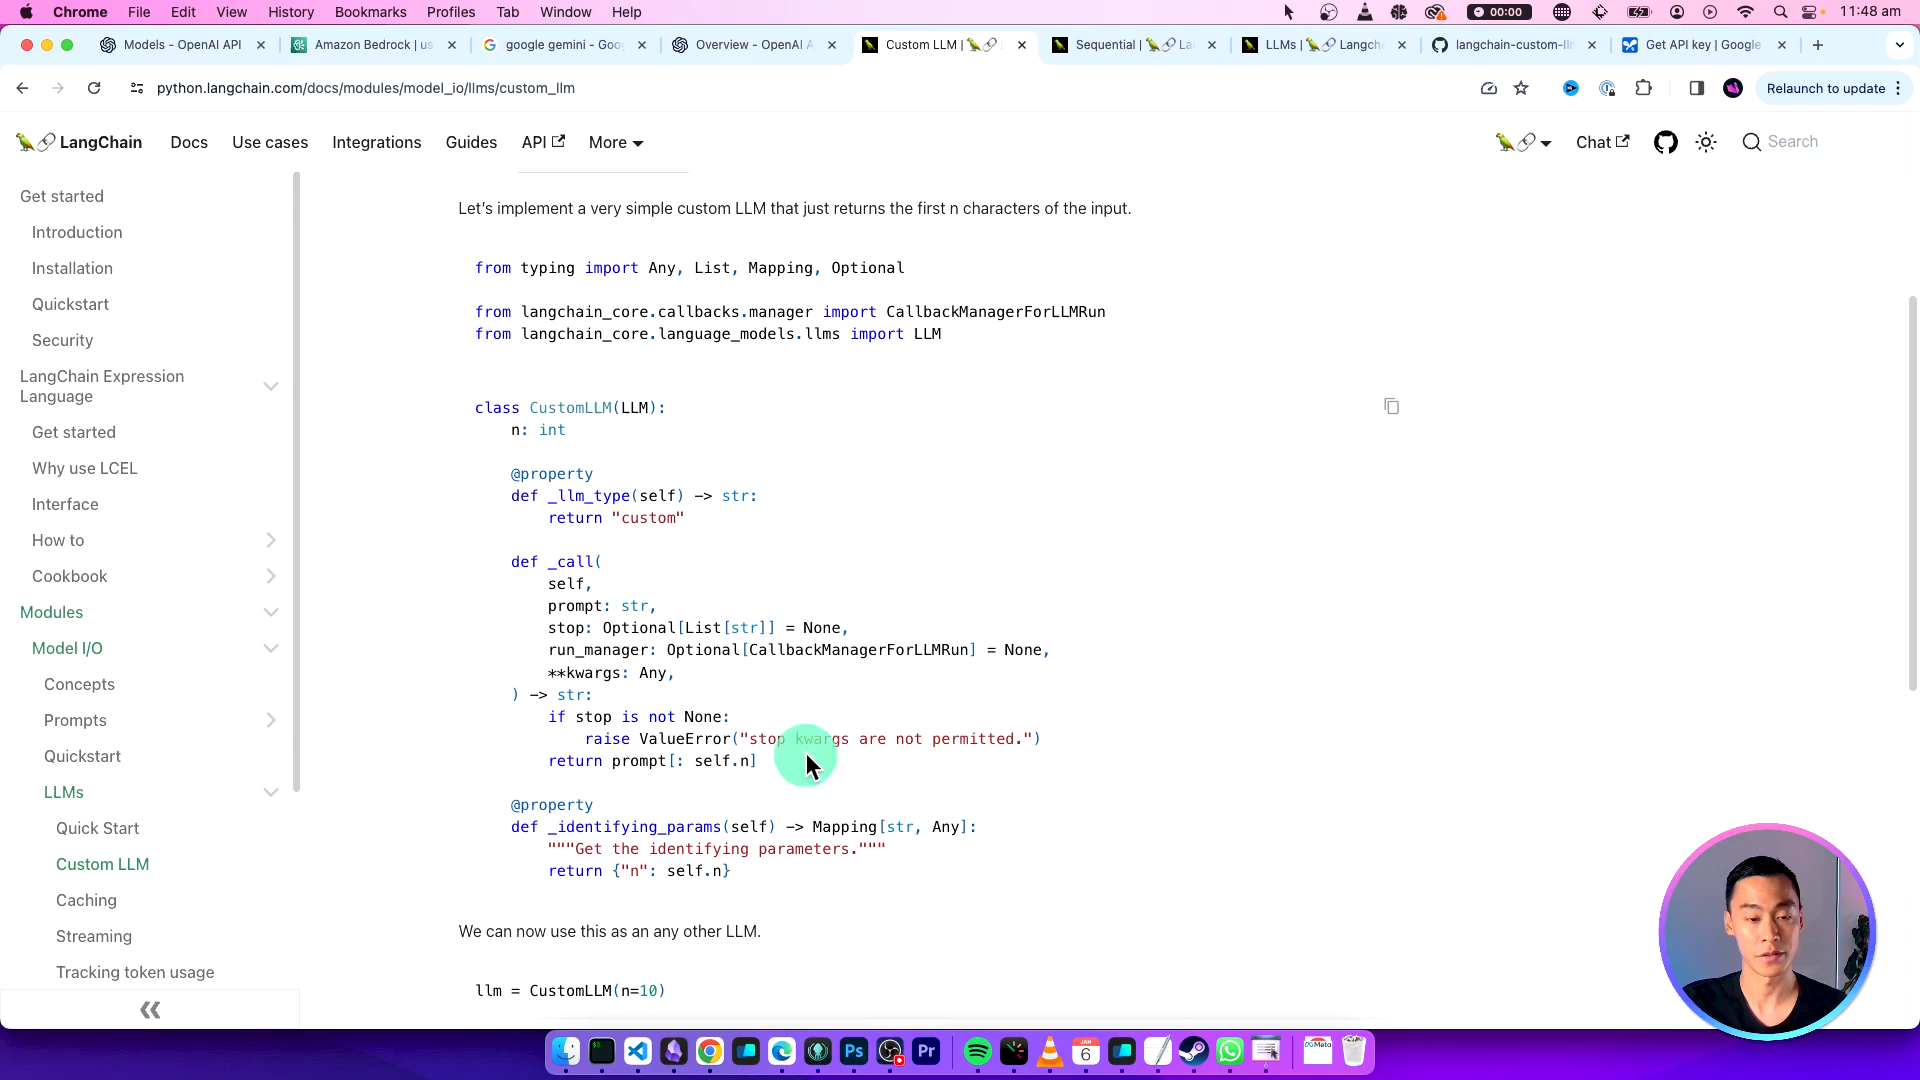 Chrome File Edit View History Bookmarks Profiles Tab Window Help
00:00
11:48 am
Models - OpenAI API
Amazon Bedrock | us
google gemini - Goo
Overview - OpenAI A
Custom LLM |
Sequential | La
LLMs | Langcha
langchain-custom-llm
Get API key | Google
python.langchain.com/docs/modules/model_io/llms/custom_llm
Relaunch to update
LangChain Docs Use cases Integrations Guides API More
Chat
Search
Get started
Introduction
Installation
Quickstart
Security
LangChain Expression
Language
Get started
Why use LCEL
Interface
How to
Cookbook
Modules
Model I/O
Concepts
Prompts
Quickstart
LLMs
Quick Start
Custom LLM
Caching
Streaming
Tracking token usage
Let's implement a very simple custom LLM that just returns the first n characters of the input.
from typing import Any, List, Mapping, Optional
from langchain_core.callbacks.manager import CallbackManagerForLLMRun
from langchain_core.language_models.llms import LLM
class CustomLLM(LLM):
n: int
@property
def _llm_type(self) -> str:
return "custom"
def _call(
self,
prompt: str,
stop: Optional[List[str]] = None,
run_manager: Optional[CallbackManagerForLLMRun] = None,
**kwargs: Any,
) -> str:
if stop is not None:
raise ValueError("stop kwargs are not permitted.")
return prompt[: self.n]
@property
def _identifying_params(self) -> Mapping[str, Any]:
"""Get the identifying parameters."""
return {"n": self.n}
We can now use this as an any other LLM.
llm = CustomLLM(n=10)
Ps
Pr
JAN
6
Meta